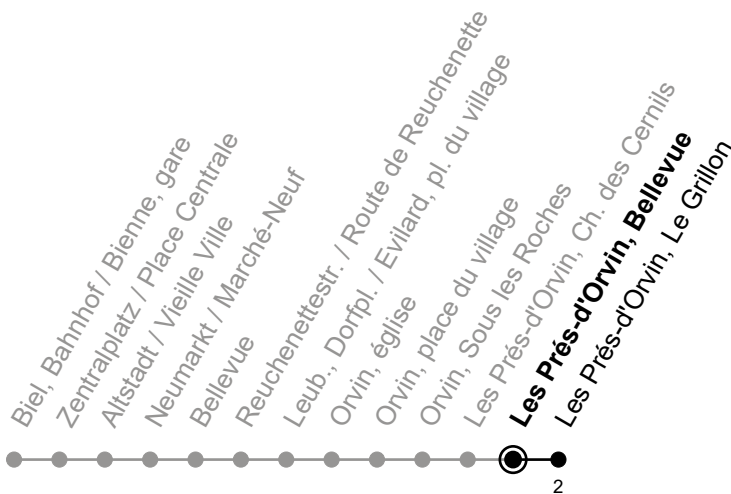 Biel, Bahnhof / Bienne, gare
Zentralplatz / Place Centrale
Altstadt / Vieille Ville
Neumarkt / Marché-Neuf
Bellevue
Reuchenettestr. / Route de Reuchenette
Leub., Dorfpl. / Evilard, pl. du village
Orvin, église
Orvin, place du village
Orvin, Sous les Roches
Les Prés-d'Orvin, Ch. des Cernils
Les Prés-d'Orvin, Bellevue
Les Prés-d'Orvin, Le Grillon
2